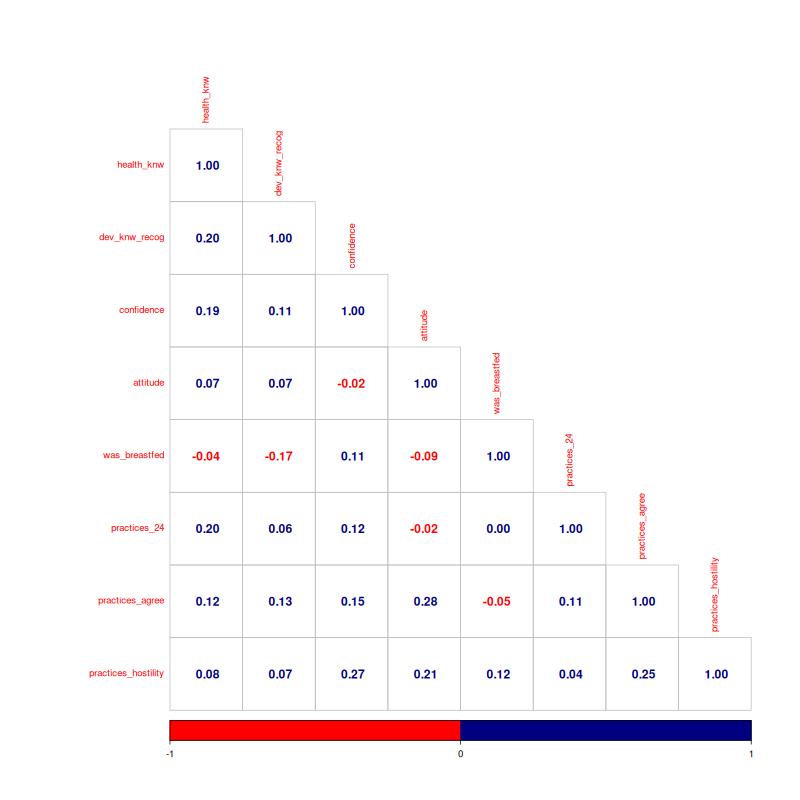 health_knw
health_knw 1.00 dev_knw_recog
dev_knw_recog 0.20 1.00 confidence
confidence 0.19 0.11 1.00 attitude
attitude 0.07 0.07 -0.02 1.00 was_breastfed
was_breastfed -0.04 -0.17 0.11 -0.09 1.00 practices_24
practices_24 0.20 0.06 0.12 -0.02 0.00 1.00 practices_agree
practices_agree 0.12 0.13 0.15 0.28 -0.05 0.11 1.00 practices_hostility
practices_hostility 0.08 0.07 0.27 0.21 0.12 0.04 0.25 1.00
-1 0 1